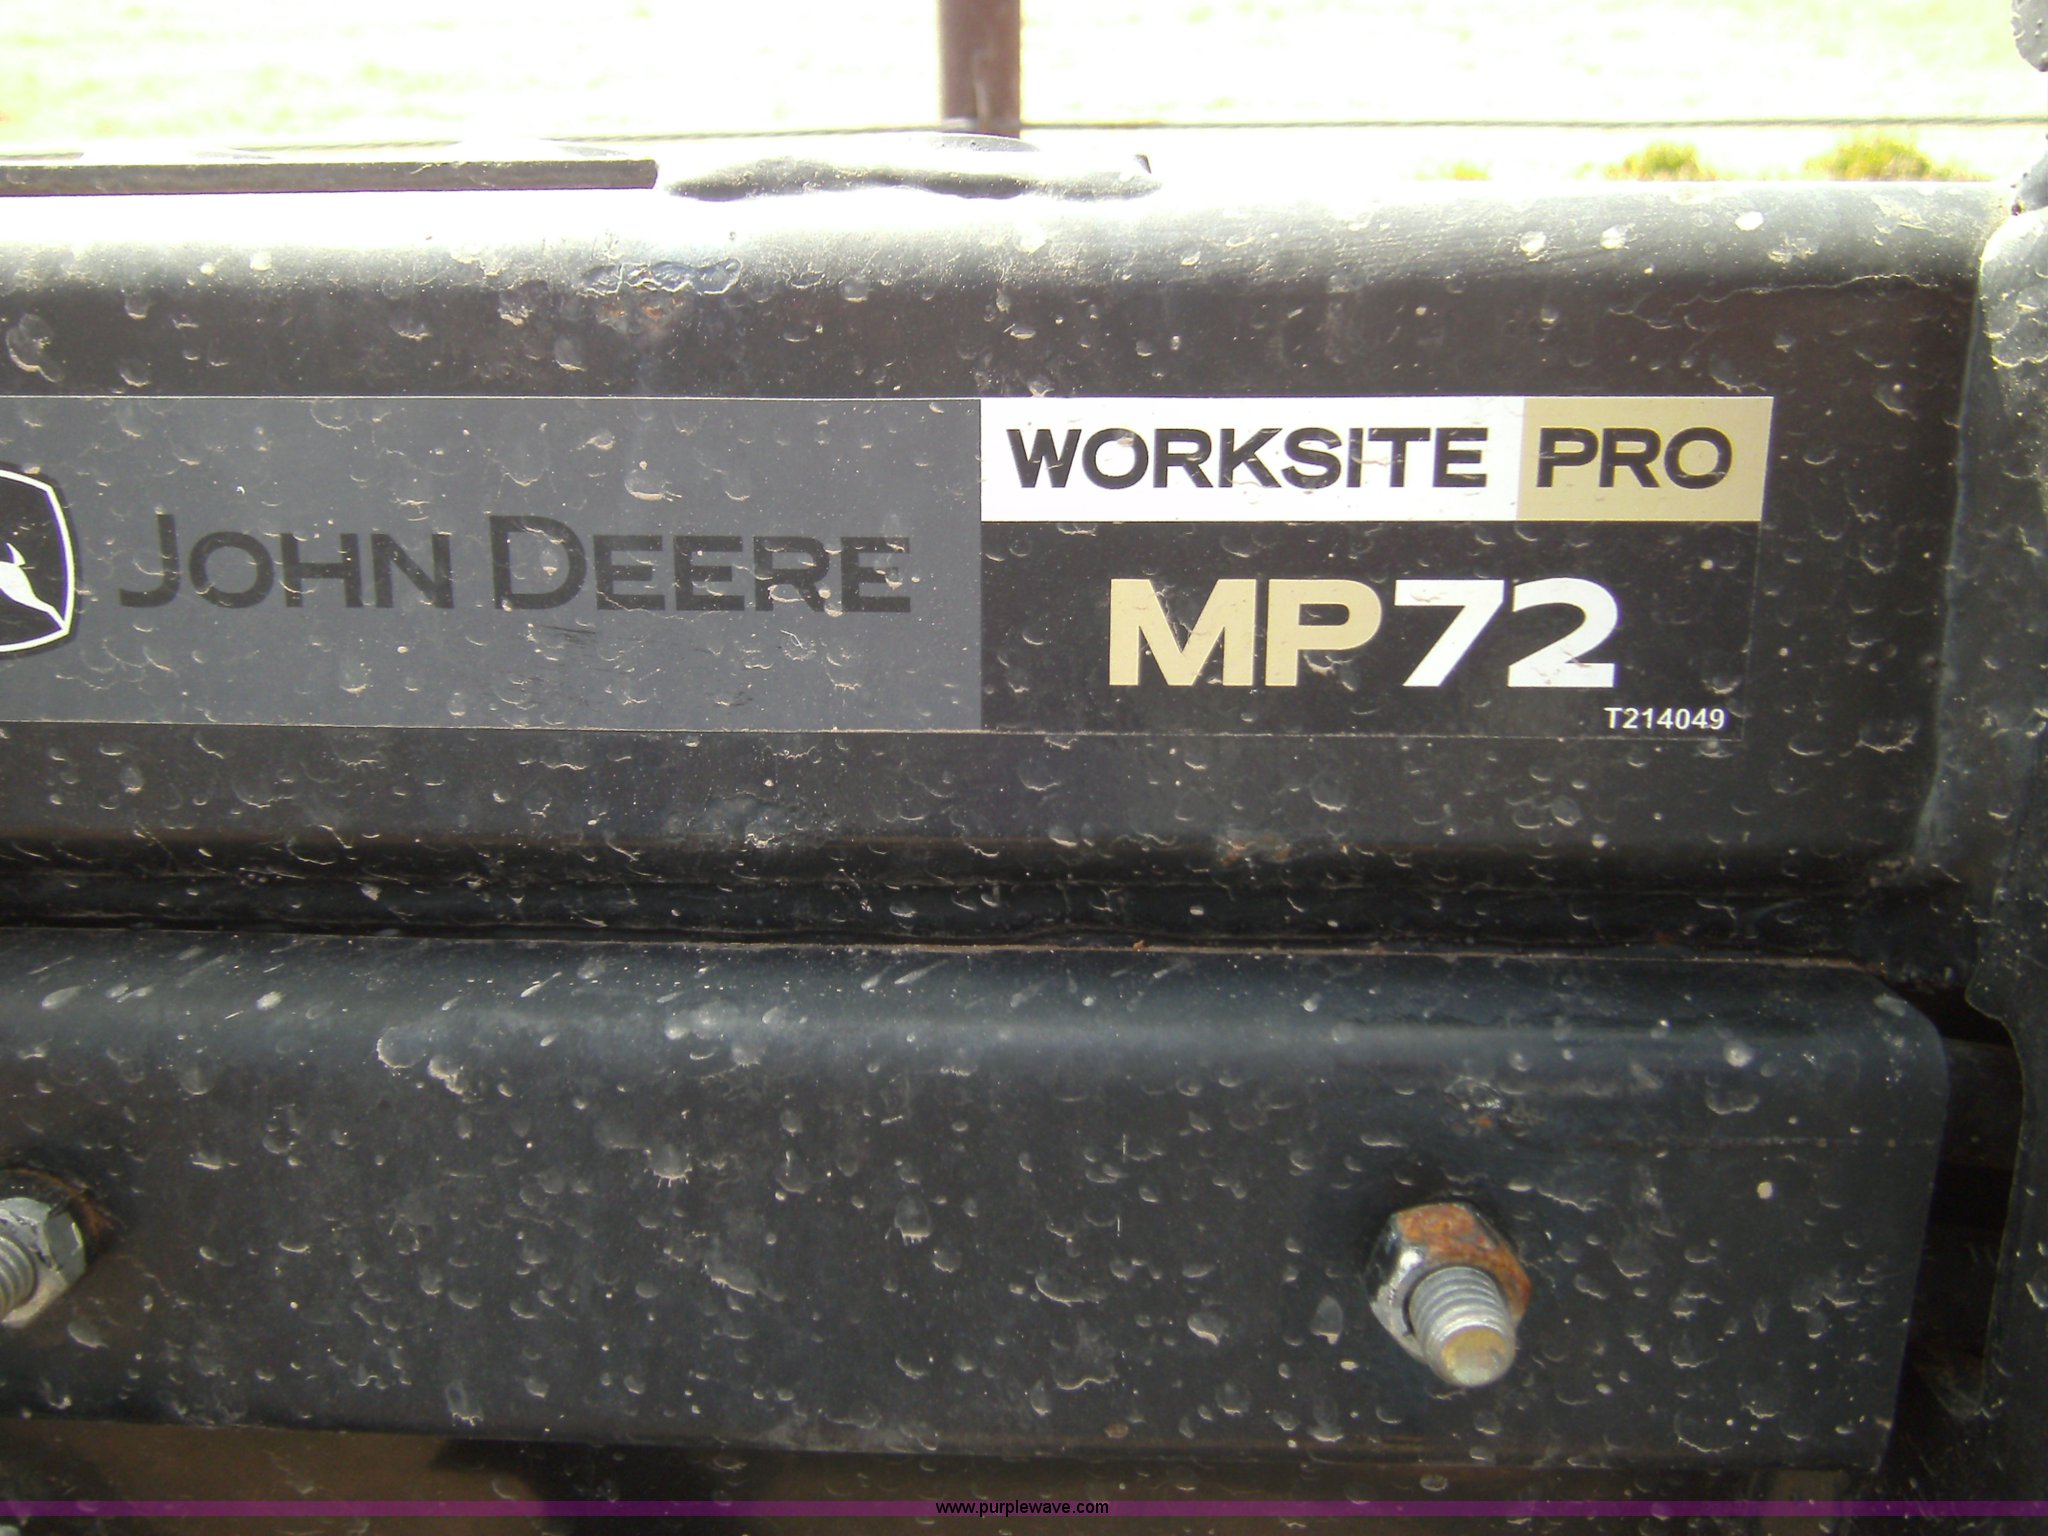 JOHN DEERE
WORKSITE PRO
MP72
T214049
www.purplewave.com